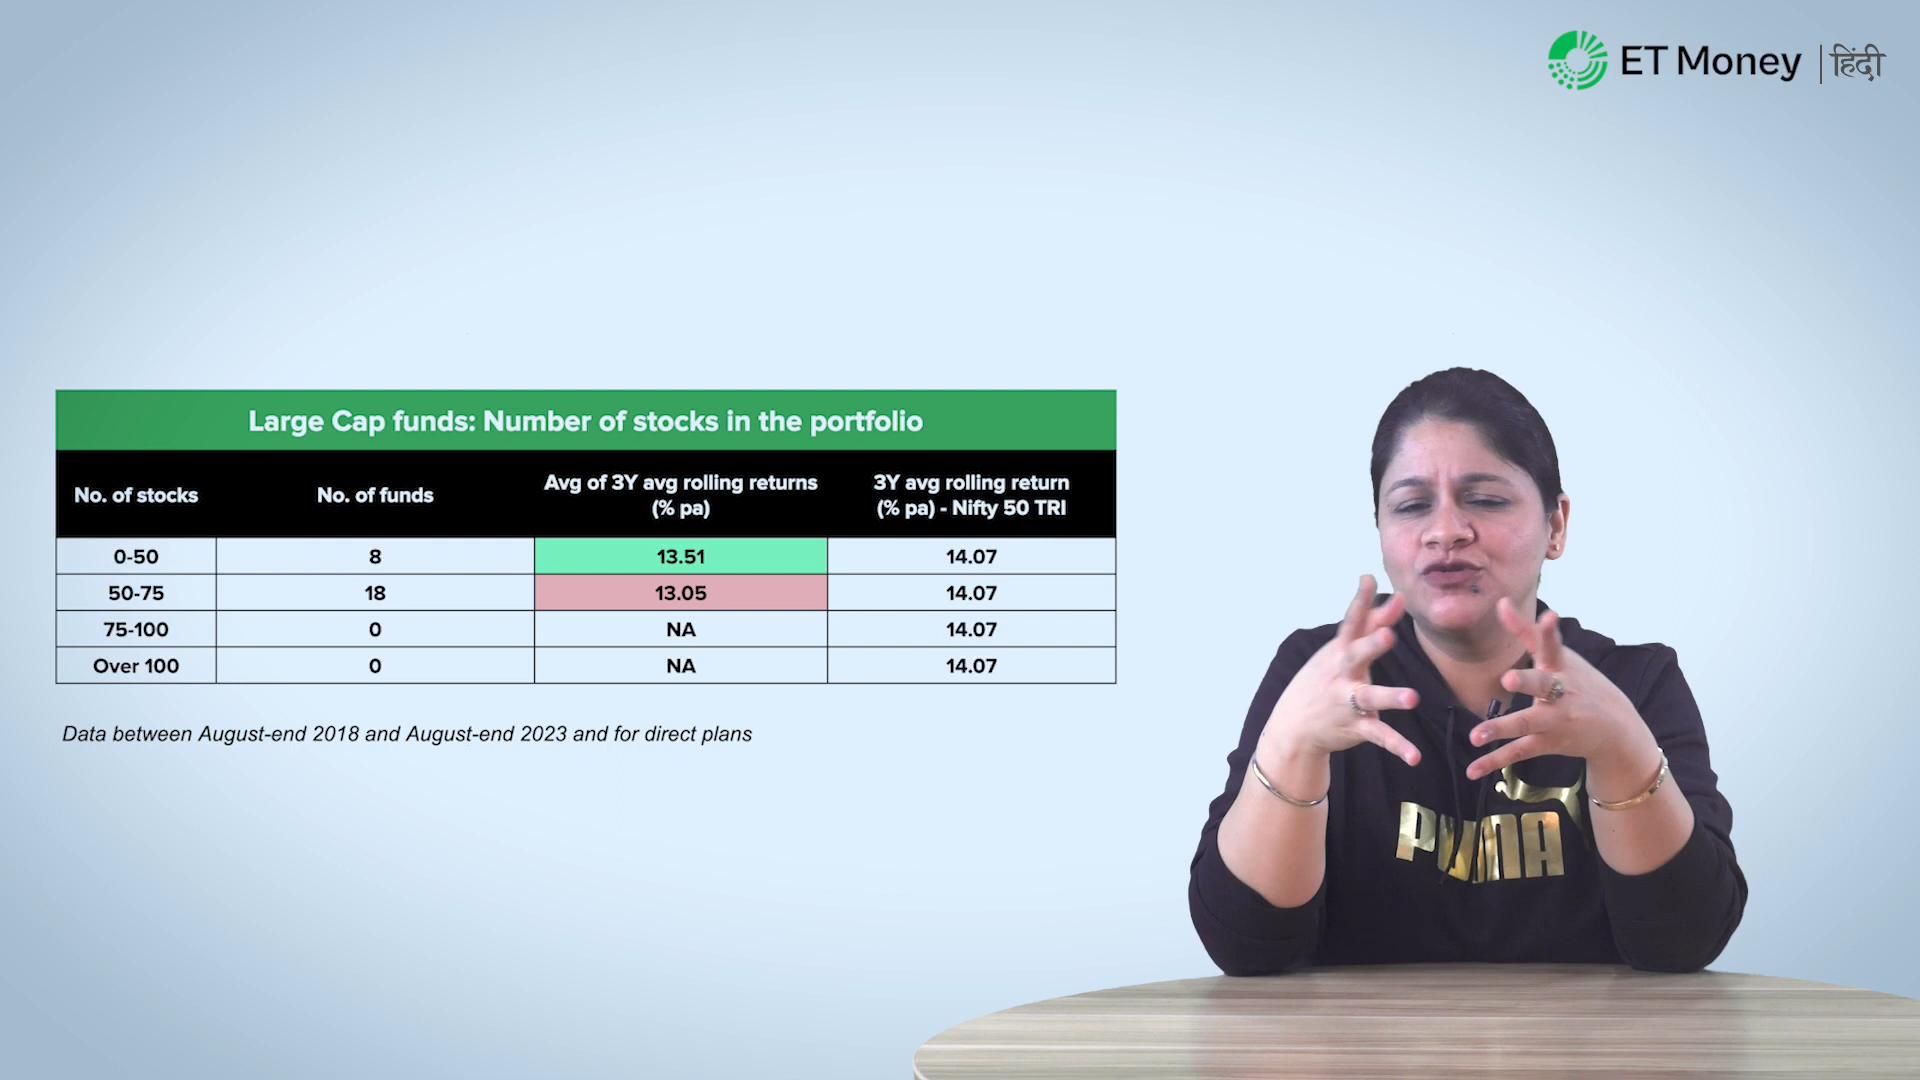 ET Money | हिंदी
Large Cap funds: Number of stocks in the portfolio
No. of stocks No. of funds Avg of 3Y avg rolling returns (% pa) 3Y avg rolling return (% pa) - Nifty 50 TRI
0-50 8 13.51 14.07
50-75 18 13.05 14.07
75-100 0 NA 14.07
Over 100 0 NA 14.07
Data between August-end 2018 and August-end 2023 and for direct plans
PUMA